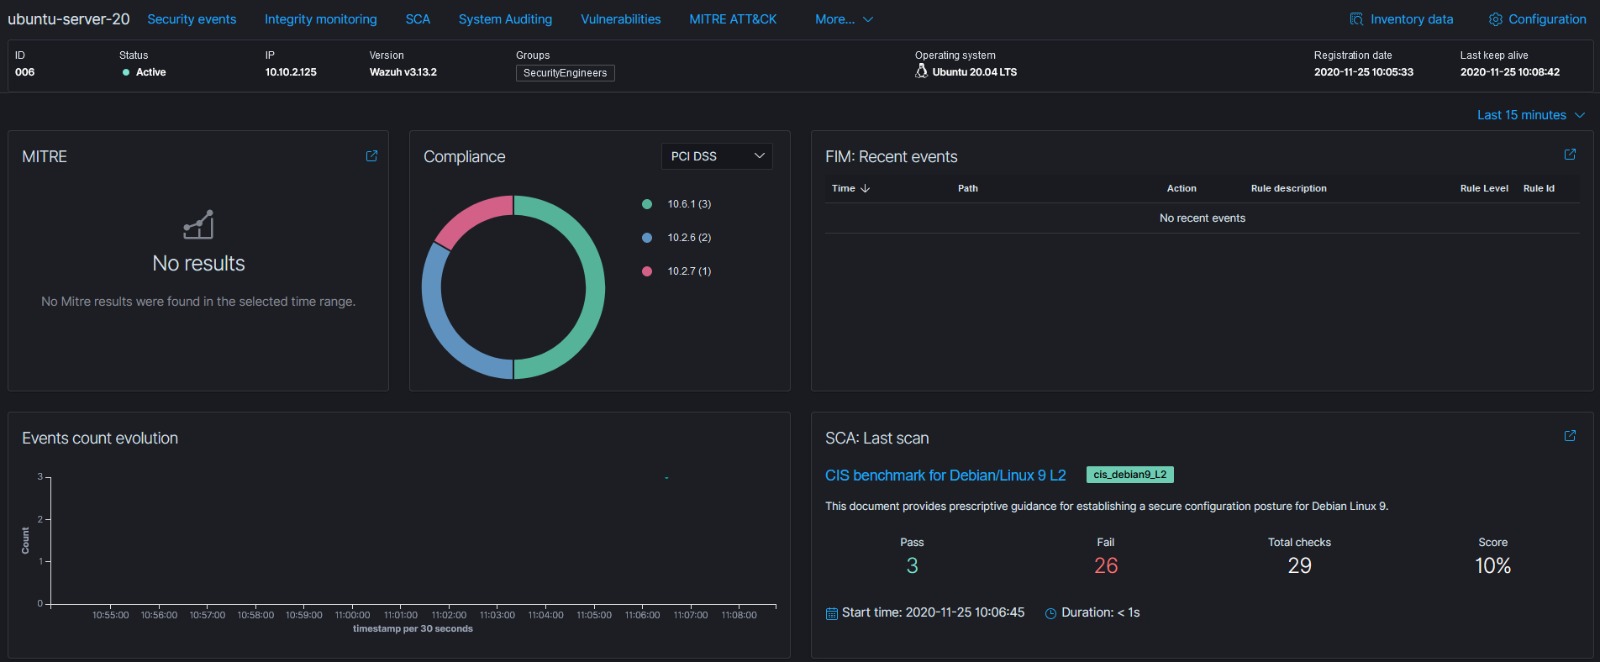 ubuntu-server-20 Security events Integrity monitoring SCA System Auditing Vulnerabilities MITRE ATT&CK More... Inventory data Configuration
ID Status IP Version Groups Operating system Registration date Last keep alive
006 Active 10.10.2.125 Wazuh v3.13.2 SecurityEngineers Ubuntu 20.04 LTS 2020-11-25 10:05:33 2020-11-25 10:08:42
Last 15 minutes
MITRE
No results
No Mitre results were found in the selected time range.
Compliance PCI DSS
10.6.1 (3)
10.2.6 (2)
10.2.7 (1)
FIM: Recent events
Time Path Action Rule description Rule Level Rule Id
No recent events
Events count evolution
3
2
1
0
Count
10:55:00 10:56:00 10:57:00 10:58:00 10:59:00 11:00:00 11:01:00 11:02:00 11:03:00 11:04:00 11:05:00 11:06:00 11:07:00 11:08:00
timestamp per 30 seconds
SCA: Last scan
CIS benchmark for Debian/Linux 9 L2 cis_debian9_L2
This document provides prescriptive guidance for establishing a secure configuration posture for Debian Linux 9.
Pass Fail Total checks Score
3 26 29 10%
Start time: 2020-11-25 10:06:45 Duration: < 1s